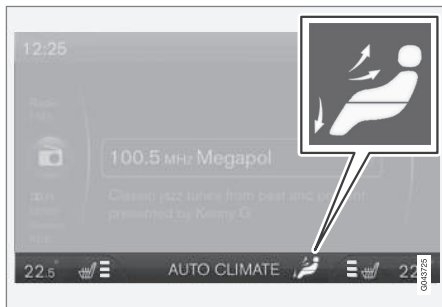 12:25
Radio
100.5 MHz Megapol
Classic jazz tunes from past and present
presented by Kenny G
22.5° AUTO CLIMATE 22
G043725